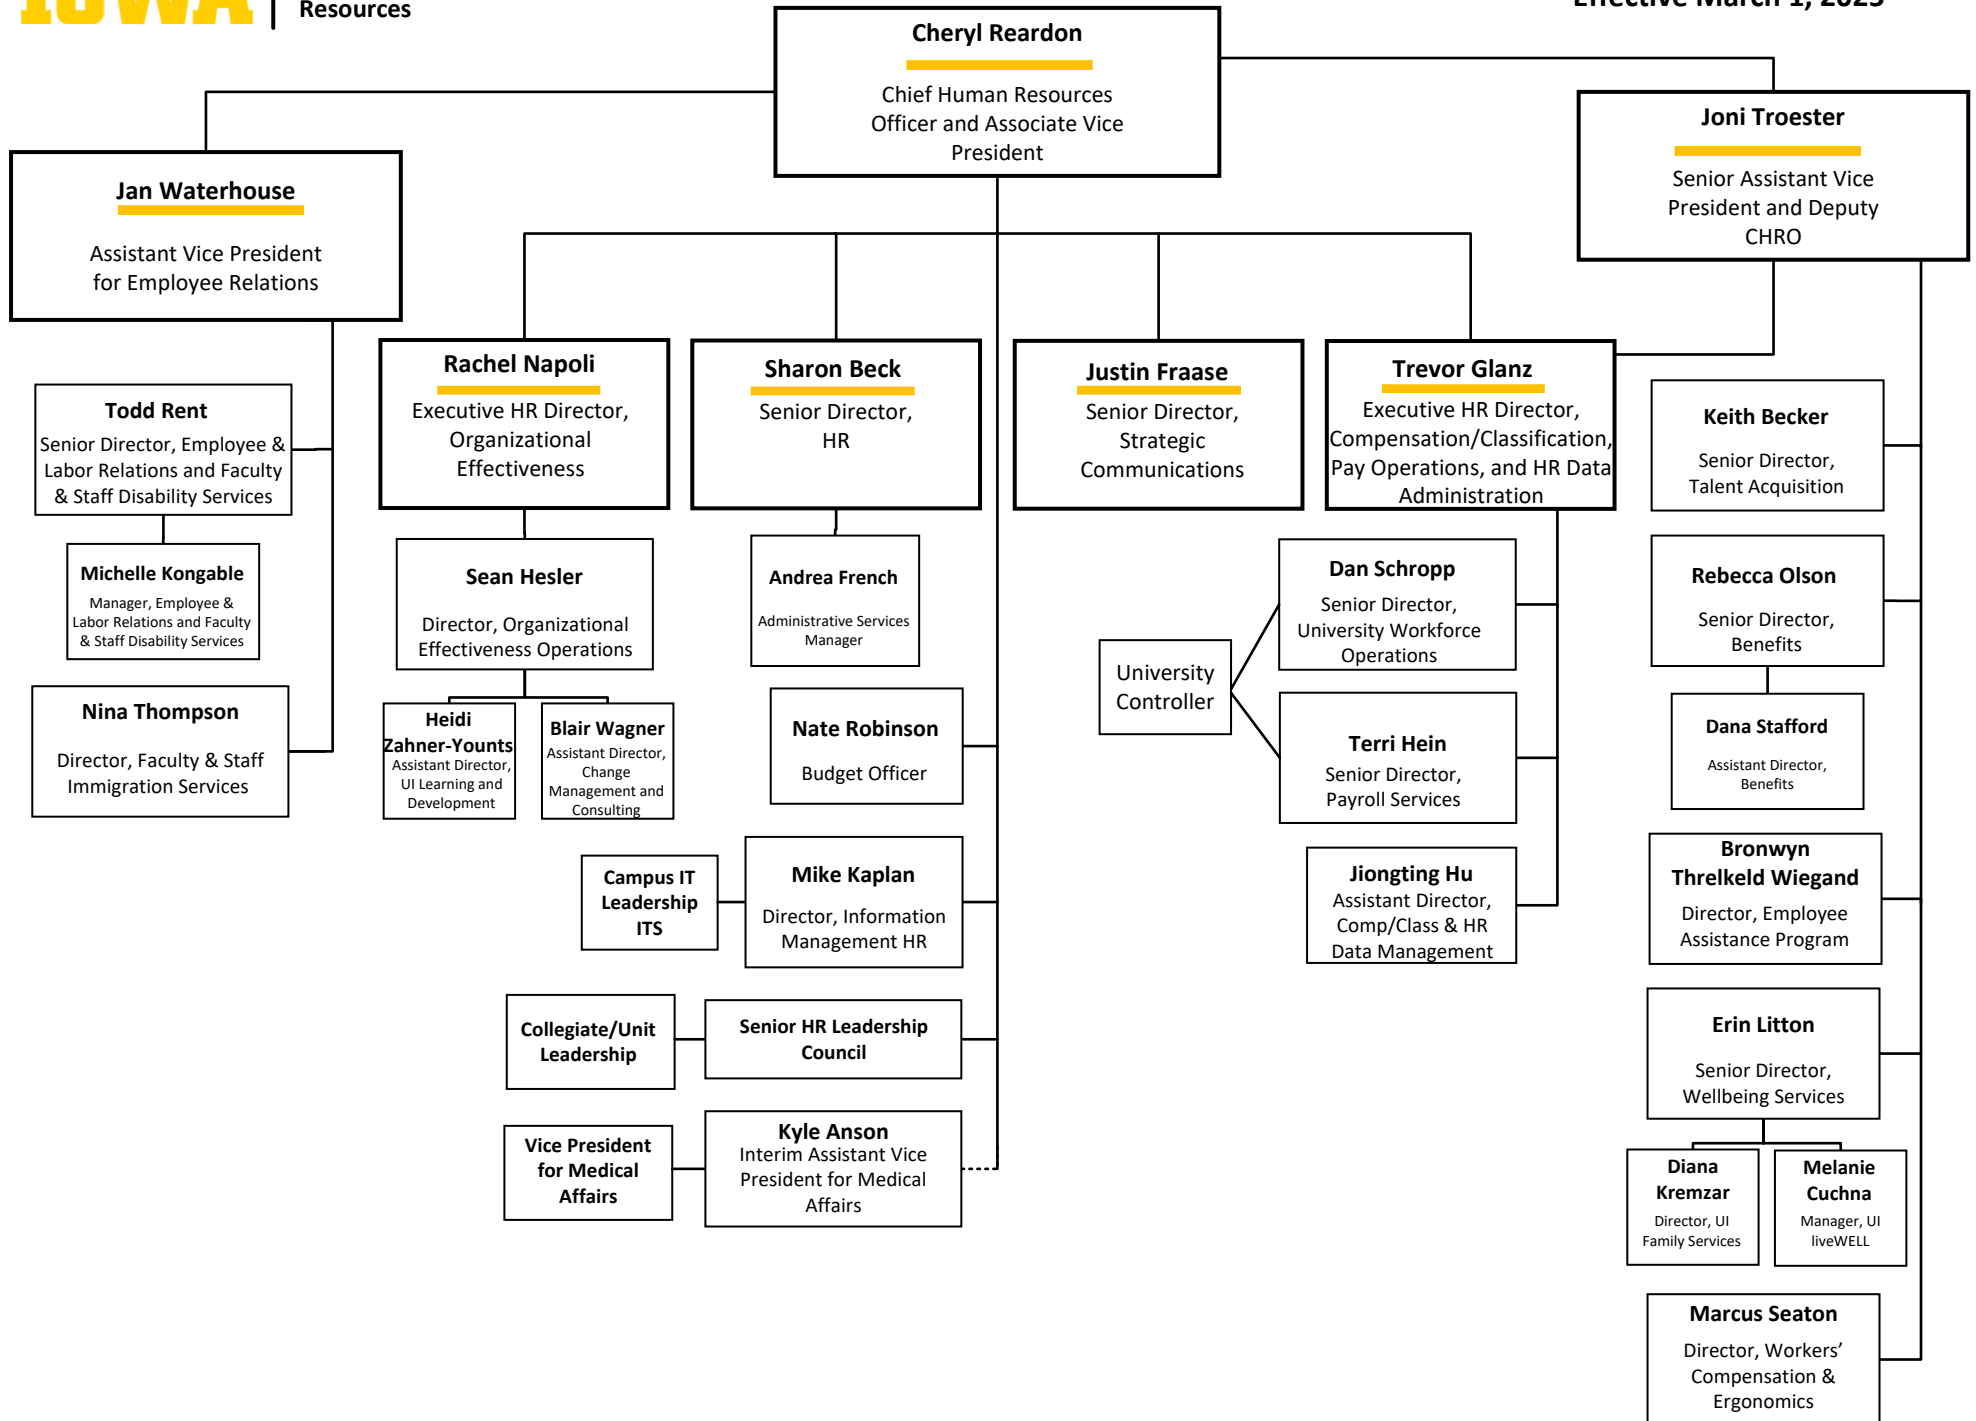 IOWA
Resources
Effective March 1, 2025
Cheryl Reardon
Chief Human Resources
Officer and Associate Vice
President
Joni Troester
Senior Assistant Vice
President and Deputy
CHRO
Jan Waterhouse
Assistant Vice President
for Employee Relations
Rachel Napoli
Executive HR Director,
Organizational
Effectiveness
Sharon Beck
Senior Director,
HR
Justin Fraase
Senior Director,
Strategic
Communications
Trevor Glanz
Executive HR Director,
Compensation/Classification,
Pay Operations, and HR Data
Administration
Todd Rent
Senior Director, Employee &
Labor Relations and Faculty
& Staff Disability Services
Michelle Kongable
Manager, Employee &
Labor Relations and Faculty
& Staff Disability Services
Nina Thompson
Director, Faculty & Staff
Immigration Services
Sean Hesler
Director, Organizational
Effectiveness Operations
Heidi
Zahner-Younts
Assistant Director,
UI Learning and
Development
Blair Wagner
Assistant Director,
Change
Management and
Consulting
Andrea French
Administrative Services
Manager
Nate Robinson
Budget Officer
Campus IT
Leadership
ITS
Mike Kaplan
Director, Information
Management HR
Collegiate/Unit
Leadership
Senior HR Leadership
Council
Vice President
for Medical
Affairs
Kyle Anson
Interim Assistant Vice
President for Medical
Affairs
University
Controller
Dan Schropp
Senior Director,
University Workforce
Operations
Terri Hein
Senior Director,
Payroll Services
Jiongting Hu
Assistant Director,
Comp/Class & HR
Data Management
Keith Becker
Senior Director,
Talent Acquisition
Rebecca Olson
Senior Director,
Benefits
Dana Stafford
Assistant Director,
Benefits
Bronwyn
Threlkeld Wiegand
Director, Employee
Assistance Program
Erin Litton
Senior Director,
Wellbeing Services
Diana
Kremzar
Director, UI
Family Services
Melanie
Cuchna
Manager, UI
liveWELL
Marcus Seaton
Director, Workers’
Compensation &
Ergonomics